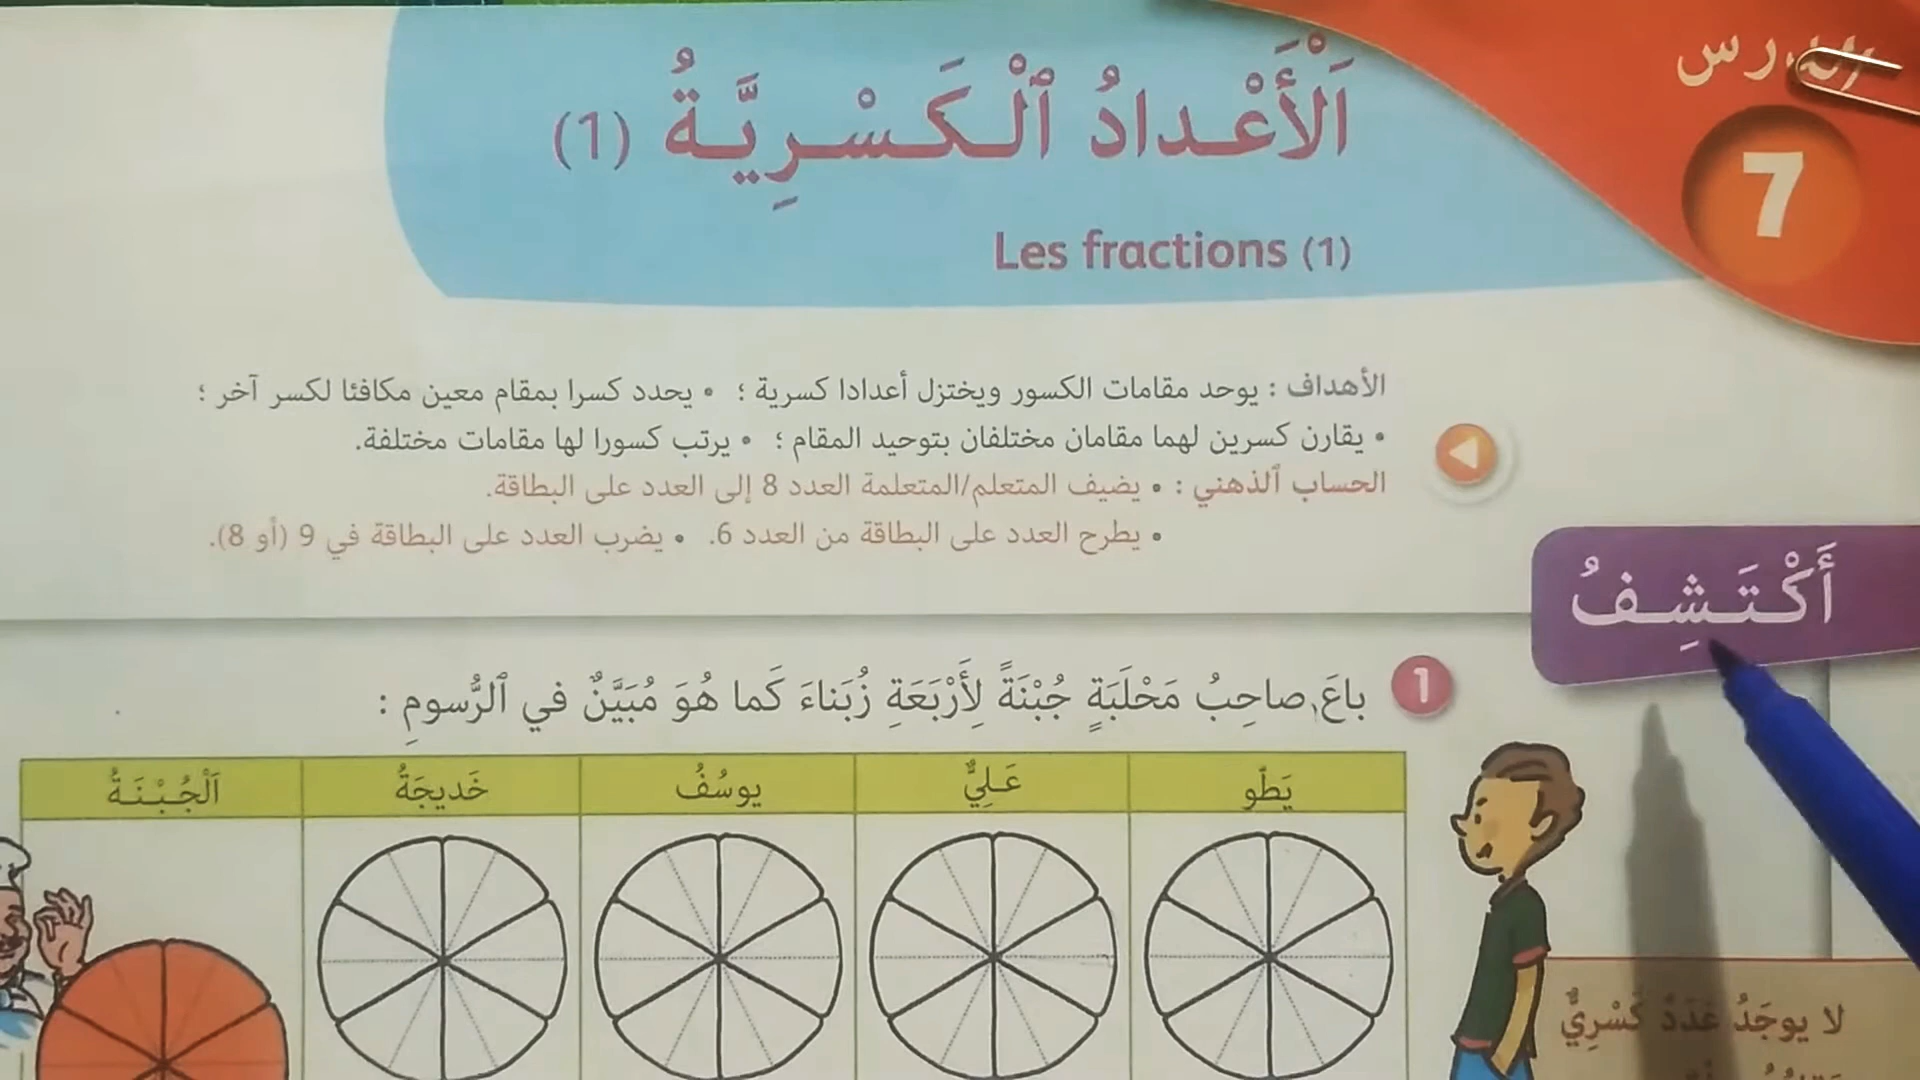 الدرس
7
اَلْأَعْدادُ ٱلْكَسْرِيَّةُ (1)
Les fractions (1)
الأهداف : يوحد مقامات الكسور ويختزل أعدادا كسرية ؛ • يحدد كسرا بمقام معين مكافئا لكسر آخر ؛
• يقارن كسرين لهما مقامان مختلفان بتوحيد المقام ؛ • يرتب كسورا لها مقامات مختلفة.
الحساب ٱلذهني : • يضيف المتعلم/المتعلمة العدد 8 إلى العدد على البطاقة.
• يطرح العدد على البطاقة من العدد 6. • يضرب العدد على البطاقة في 9 (أو 8).
أَكْتَشِفُ
1 باعَ صاحِبُ مَحْلَبَةٍ جُبْنَةً لِأَرْبَعَةِ زُبَناءَ كَما هُوَ مُبَيَّنٌ في ٱلرُّسومِ :
يَطّو عَلِيٌّ يوسُفُ خَديجَةُ اَلْجُبْنَةُ
لا يوجَدُ عَدَدٌ كَسْرِيٌّ